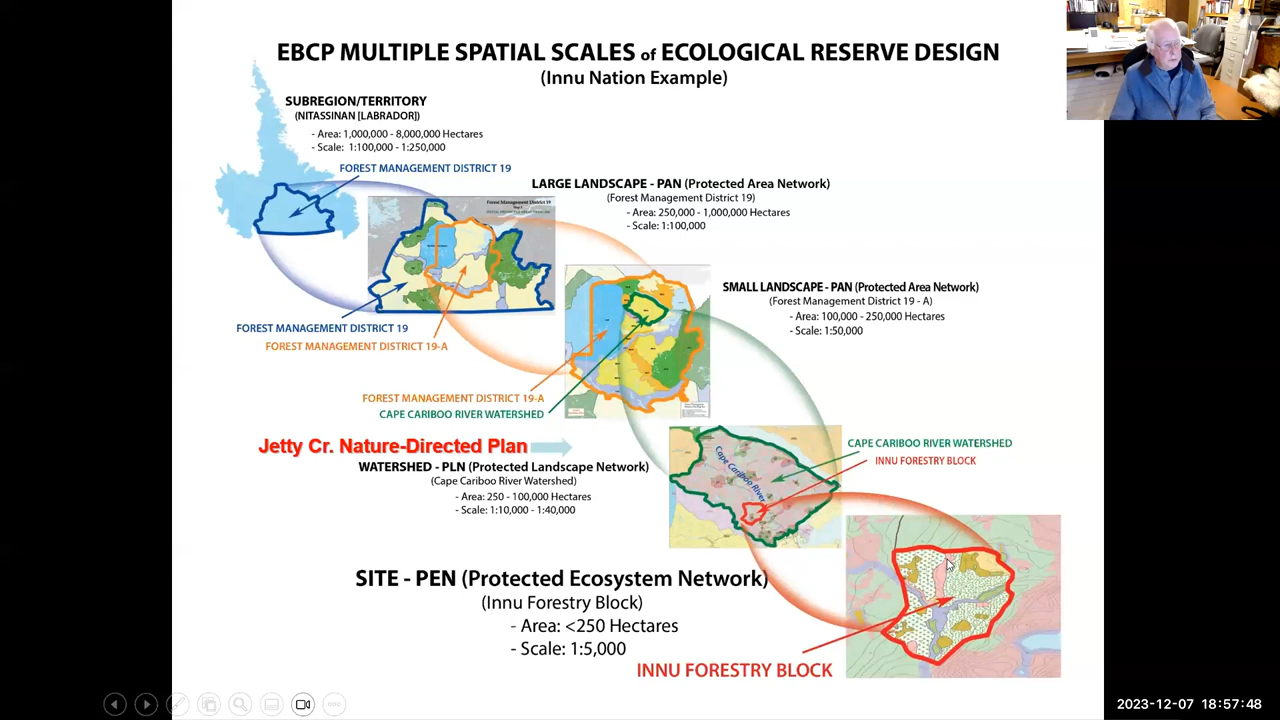 EBCP MULTIPLE SPATIAL SCALES of ECOLOGICAL RESERVE DESIGN
(Innu Nation Example)
SUBREGION/TERRITORY
(NITASSINAN [LABRADOR])
- Area: 1,000,000 - 8,000,000 Hectares
- Scale: 1:100,000 - 1:250,000
FOREST MANAGEMENT DISTRICT 19
LARGE LANDSCAPE - PAN (Protected Area Network)
(Forest Management District 19)
- Area: 250,000 - 1,000,000 Hectares
- Scale: 1:100,000
Forest Management District 19
SMALL LANDSCAPE - PAN (Protected Area Network)
(Forest Management District 19 - A)
- Area: 100,000 - 250,000 Hectares
- Scale: 1:50,000
FOREST MANAGEMENT DISTRICT 19
FOREST MANAGEMENT DISTRICT 19-A
FOREST MANAGEMENT DISTRICT 19-A
CAPE CARIBOO RIVER WATERSHED
Jetty Cr. Nature-Directed Plan
WATERSHED - PLN (Protected Landscape Network)
(Cape Cariboo River Watershed)
- Area: 250 - 100,000 Hectares
- Scale: 1:10,000 - 1:40,000
Cape Cariboo River
CAPE CARIBOO RIVER WATERSHED
INNU FORESTRY BLOCK
SITE - PEN (Protected Ecosystem Network)
(Innu Forestry Block)
- Area: <250 Hectares
- Scale: 1:5,000
INNU FORESTRY BLOCK
2023-12-07 18:57:48